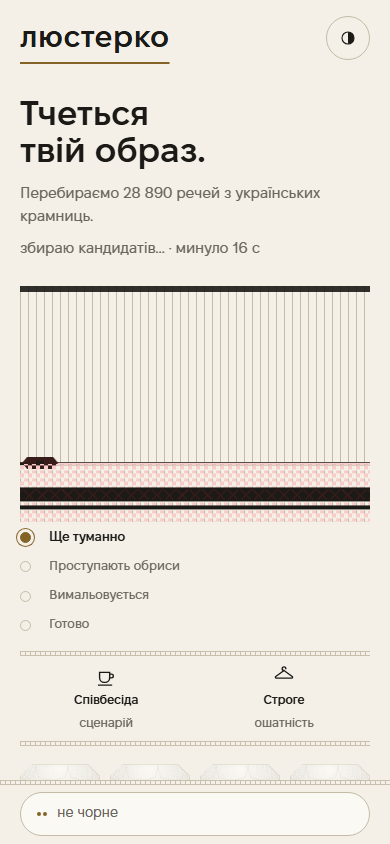 люстерко
Тчеться
твій образ.
Перебираємо 28 890 речей з українських
крамниць.
збираю кандидатів... · минуло 16 с
Ще туманно
Проступають обриси
Вимальовується
Готово
Співбесіда
сценарій
Строге
ошатність
не чорне